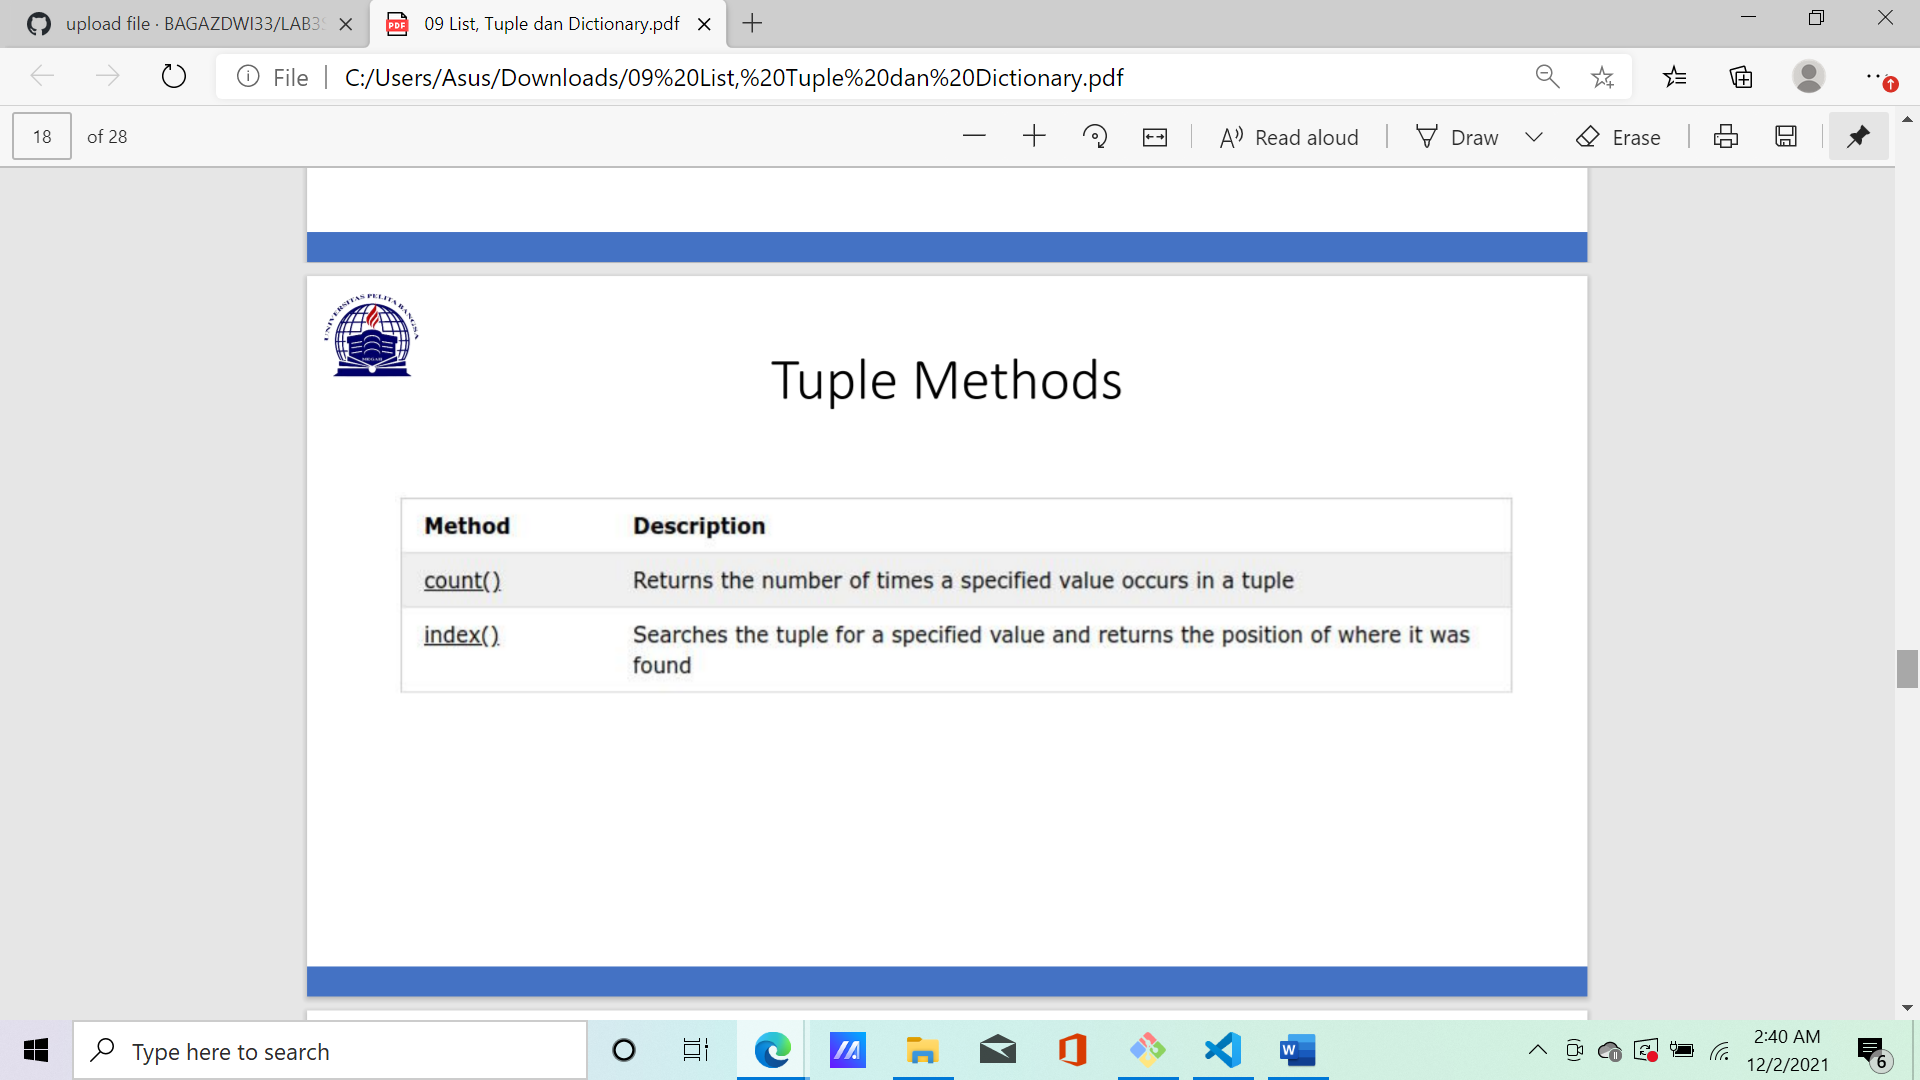 upload file · BAGAZDWI33/LAB3S
09 List, Tuple dan Dictionary.pdf
File
C:/Users/Asus/Downloads/09%20List,%20Tuple%20dan%20Dictionary.pdf
18
of 28
Read aloud
Draw
Erase
UNIVERSITAS PELITA BANGSA
Tuple Methods
Method Description
count() Returns the number of times a specified value occurs in a tuple
index() Searches the tuple for a specified value and returns the position of where it was
found
Type here to search
2:40 AM
12/2/2021
6